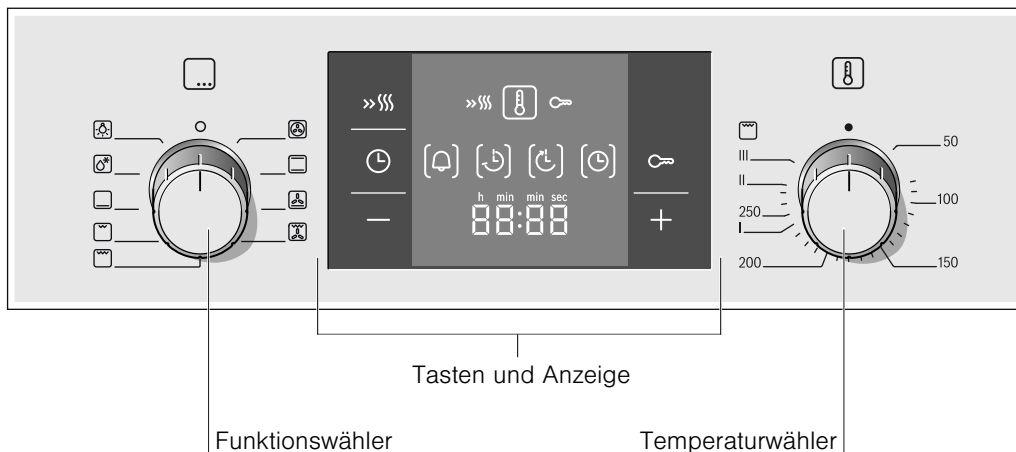 h min min sec
88:88
III
II
250
I
200
50
100
150
Tasten und Anzeige
Funktionswähler
Temperaturwähler